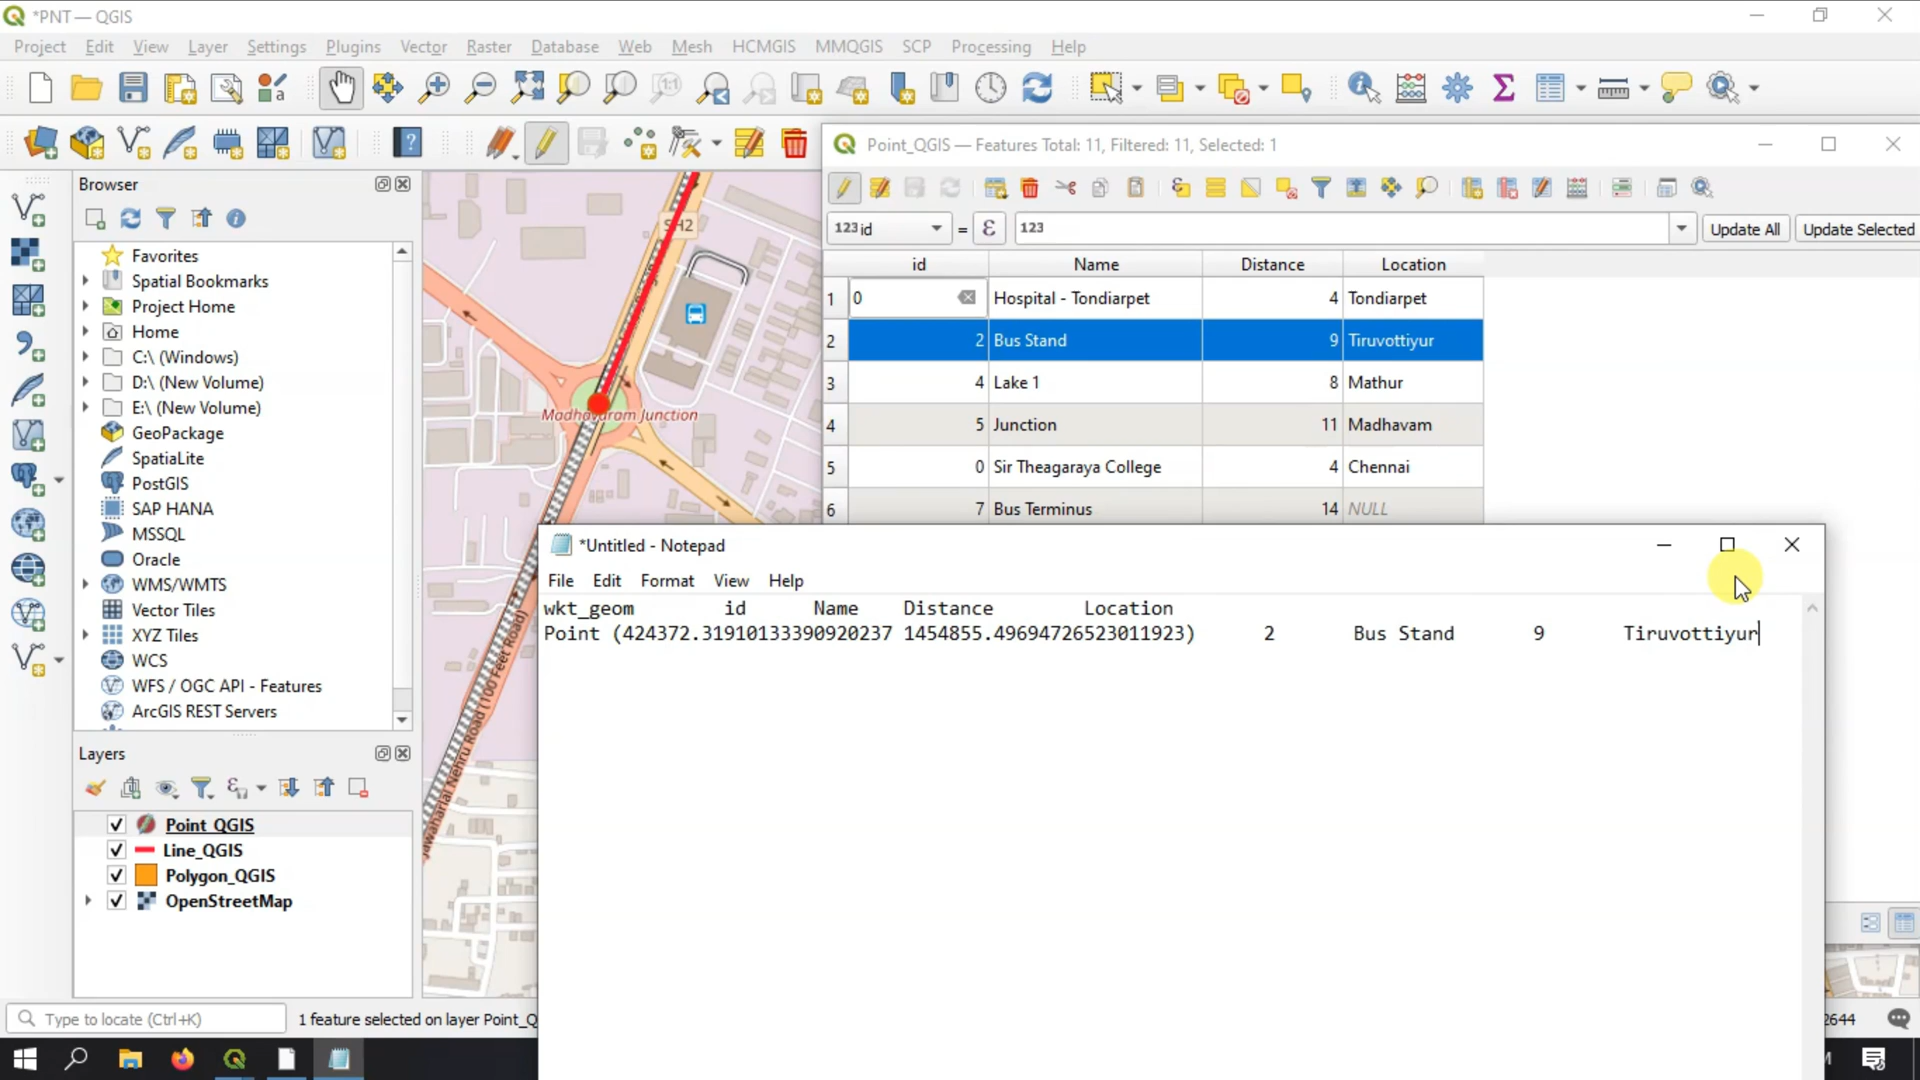 *PNT — QGIS
Project Edit View Layer Settings Plugins Vector Raster Database Web Mesh HCMGIS MMQGIS SCP Processing Help
Point_QGIS — Features Total: 11, Filtered: 11, Selected: 1
123 id = ε 123 Update All Update Selected
id Name Distance Location
1 0 Hospital - Tondiarpet 4 Tondiarpet
2 2 Bus Stand 9 Tiruvottiyur
3 4 Lake 1 8 Mathur
4 5 Junction 11 Madhavam
5 0 Sir Theagaraya College 4 Chennai
6 7 Bus Terminus 14 NULL
Browser
Favorites
Spatial Bookmarks
Project Home
Home
C:\ (Windows)
D:\ (New Volume)
E:\ (New Volume)
GeoPackage
SpatiaLite
PostGIS
SAP HANA
MSSQL
Oracle
WMS/WMTS
Vector Tiles
XYZ Tiles
WCS
WFS / OGC API - Features
ArcGIS REST Servers
SH2
Madhavaram Junction
Jawaharlal Nehru Road (100 Feet Road)
*Untitled - Notepad
File Edit Format View Help
wkt_geom id Name Distance Location
Point (424372.31910133390920237 1454855.49694726523011923) 2 Bus Stand 9 Tiruvottiyur
Layers
Point_QGIS
Line_QGIS
Polygon_QGIS
OpenStreetMap
Type to locate (Ctrl+K)
1 feature selected on layer Point_Q
2644